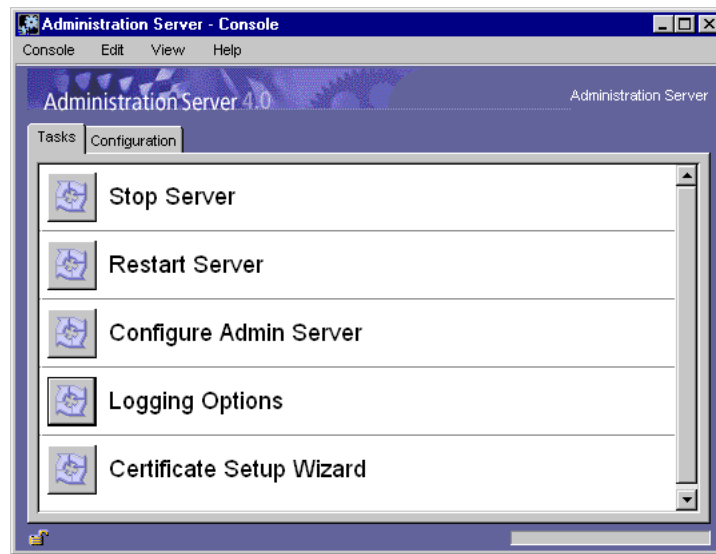 Administration Server - Console
Console Edit View Help
Administration Server 4.0
Administration Server
Tasks Configuration
Stop Server
Restart Server
Configure Admin Server
Logging Options
Certificate Setup Wizard